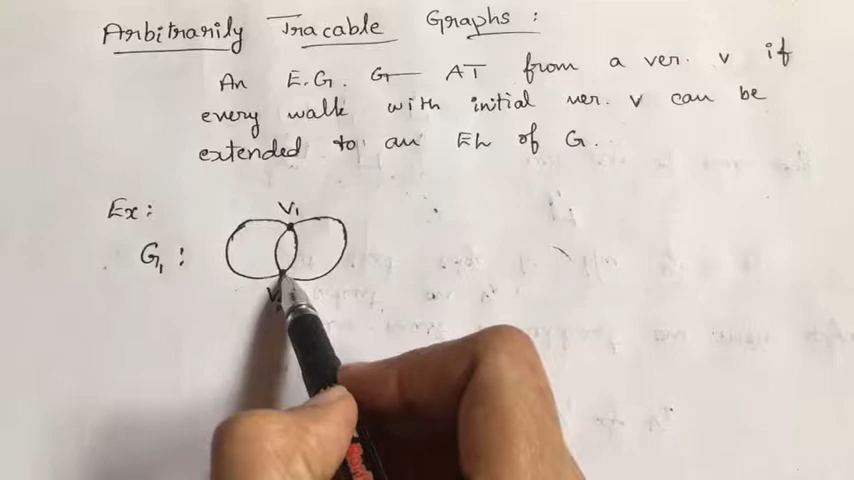 Arbitrarily Tracable Graphs :
An E.G. G — AT from a ver. v if
every walk with initial ver. v can be
extended to an EL of G.
Ex :
V₁
G₁ :
V